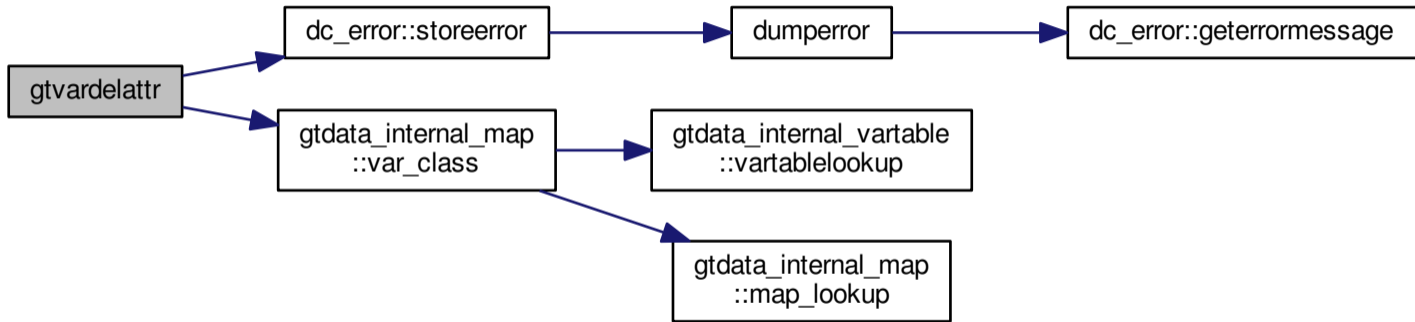 dc_error::storeerror
dumperror
dc_error::geterrormessage
gtvardelattr
gtdata_internal_map
::var_class
gtdata_internal_vartable
::vartablelookup
gtdata_internal_map
::map_lookup